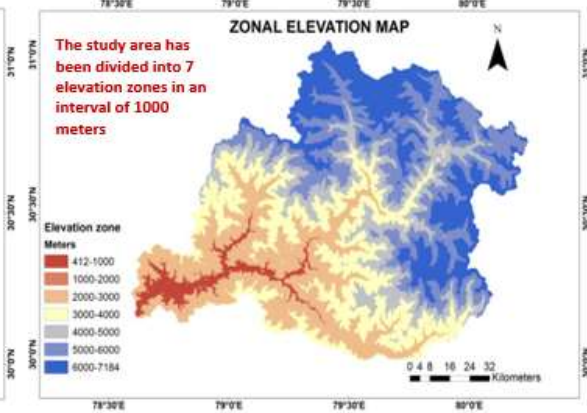 78°30'E 79°0'E 79°30'E 80°0'E
ZONAL ELEVATION MAP
N
The study area has
been divided into 7
elevation zones in an
interval of 1000
meters
31°0'N
30°30'N
30°0'N
Elevation zone
Meters
412-1000
1000-2000
2000-3000
3000-4000
4000-5000
5000-6000
6000-7184
0 4 8 16 24 32
Kilometers
78°30'E 79°0'E 79°30'E 80°0'E